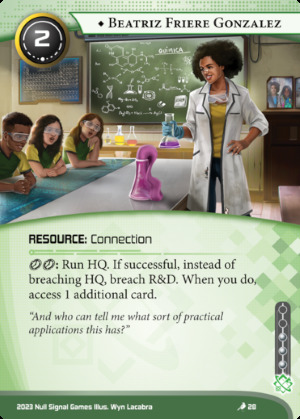 2
◆ Beatriz Friere Gonzalez
QUÍMICA
RESOURCE: Connection
: Run HQ. If successful, instead of
breaching HQ, breach R&D. When you do,
access 1 additional card.
“And who can tell me what sort of practical
applications this has?”
2023 Null Signal Games Illus. Wyn Lacabra
28